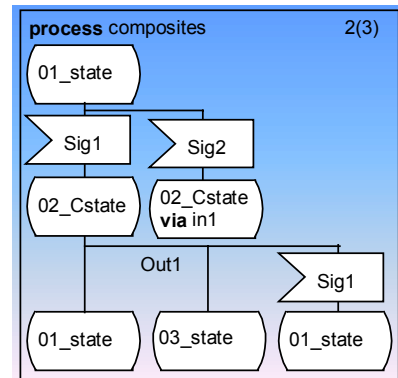 process composites 2(3)
01_state
Sig1
Sig2
02_Cstate
02_Cstate
via in1
Out1
Sig1
01_state
03_state
01_state